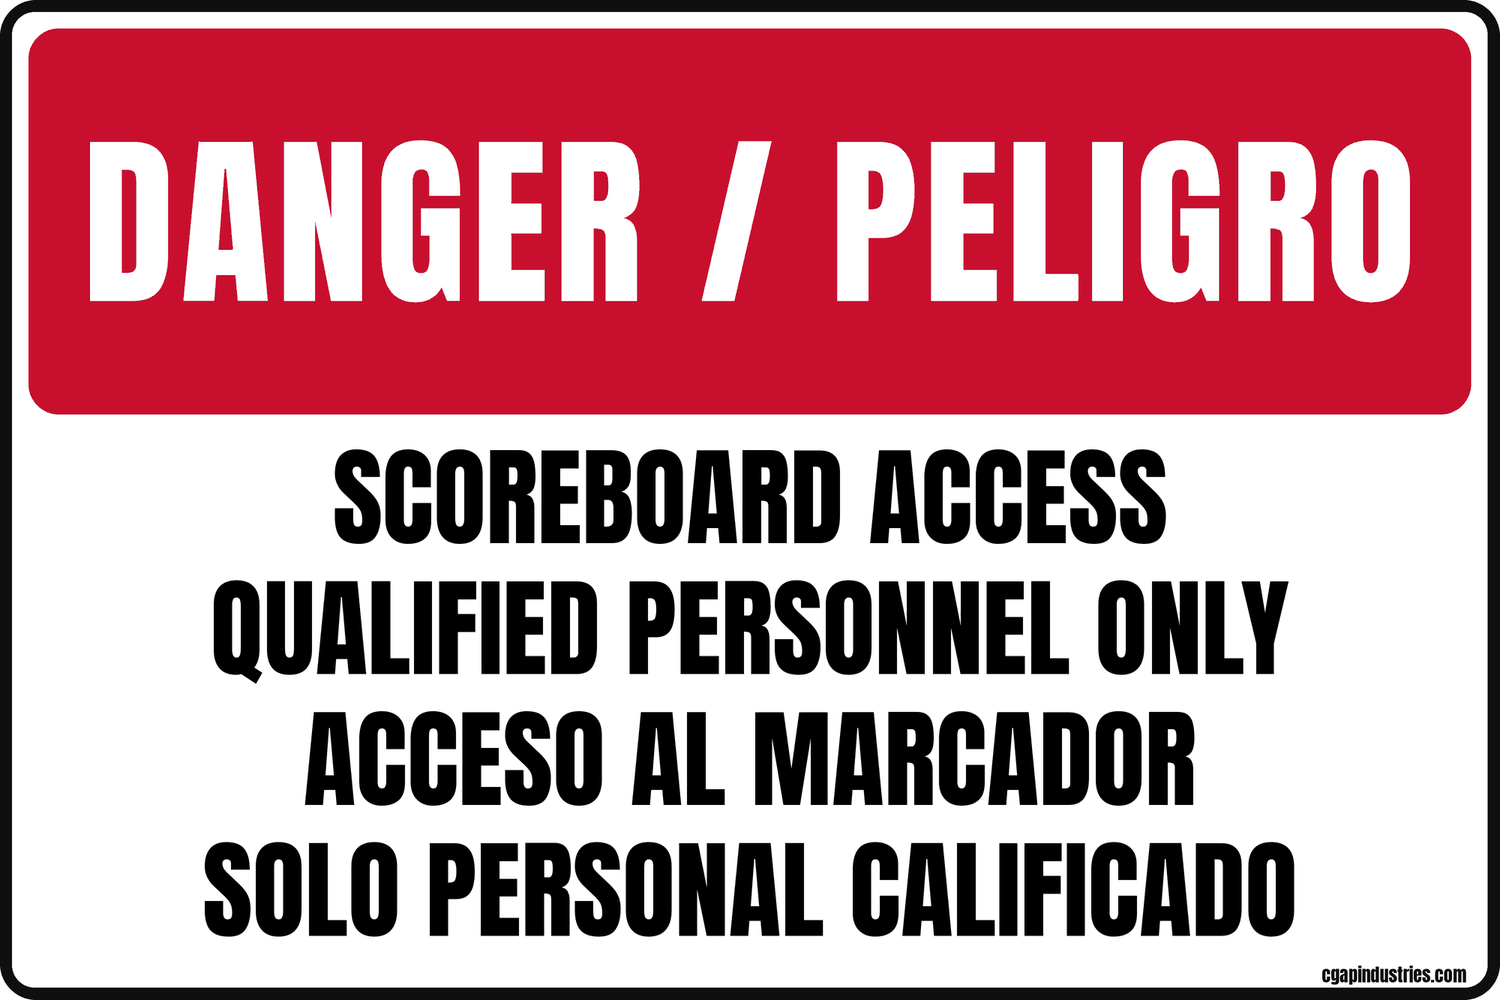 DANGER / PELIGRO
SCOREBOARD ACCESS
QUALIFIED PERSONNEL ONLY
ACCESO AL MARCADOR
SOLO PERSONAL CALIFICADO
cgapindustries.com